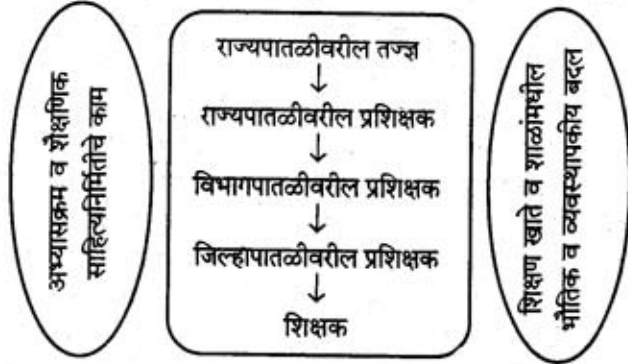 अभ्यासक्रम व शैक्षणिक
साहित्यनिर्मितीचे काम
राज्यपातळीवरील तज्ज्ञ
राज्यपातळीवरील प्रशिक्षक
विभागपातळीवरील प्रशिक्षक
जिल्हापातळीवरील प्रशिक्षक
शिक्षक
शिक्षण खाते व शाळांमधील
भौतिक व व्यवस्थापकीय बदल